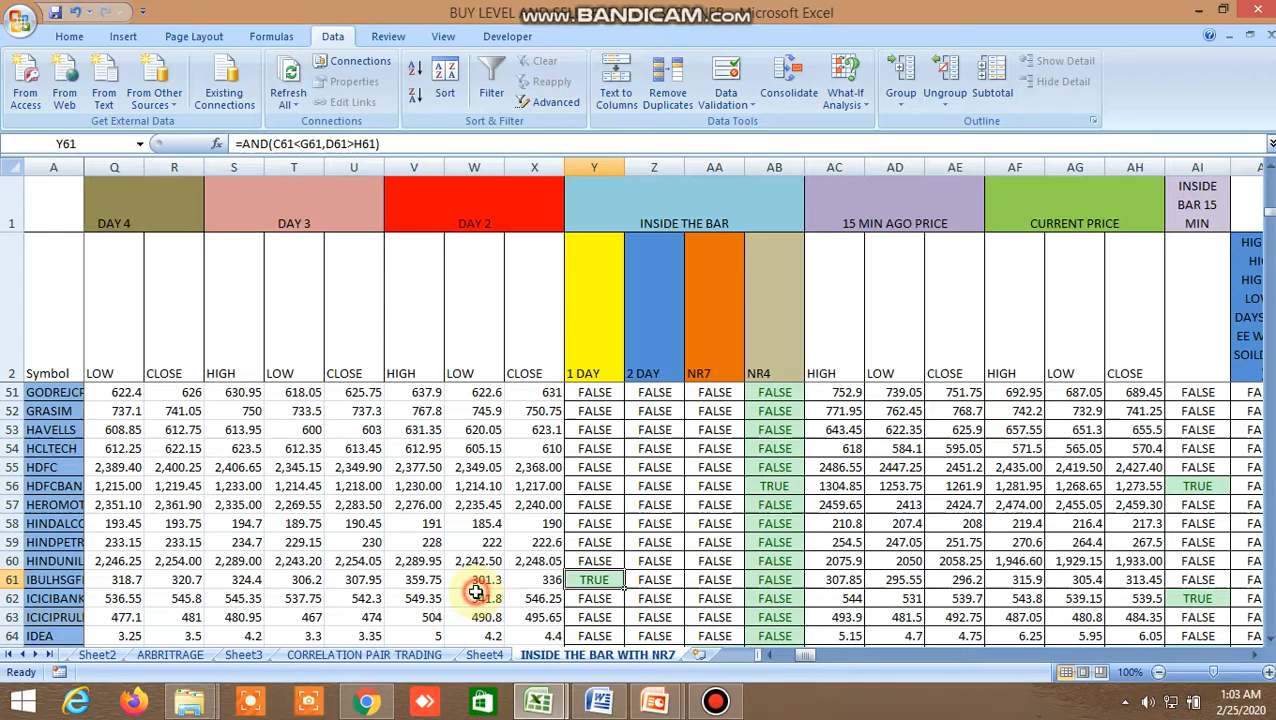 BUY LEVEL AND SEL
www.BANDICAM.com
Microsoft Excel
Home Insert Page Layout Formulas Data Review View Developer
From Access
From Web
From Text
From Other Sources
Existing Connections
Get External Data
Refresh All
Connections
Properties
Edit Links
Connections
Sort
Filter
Clear
Reapply
Advanced
Sort & Filter
Text to Columns
Remove Duplicates
Data Validation
Consolidate
What-If Analysis
Data Tools
Group
Ungroup
Subtotal
Show Detail
Hide Detail
Outline
Y61 fx =AND(C61<G61,D61>H61)
A Q R S T U V W X Y Z AA AB AC AD AE AF AG AH AI
1 DAY 4 DAY 3 DAY 2 INSIDE THE BAR 15 MIN AGO PRICE CURRENT PRICE INSIDE BAR 15 MIN
2 Symbol LOW CLOSE HIGH LOW CLOSE HIGH LOW CLOSE 1 DAY 2 DAY NR7 NR4 HIGH LOW CLOSE HIGH LOW CLOSE
51 GODREJCP 622.4 626 630.95 618.05 625.75 637.9 622.6 631 FALSE FALSE FALSE FALSE 752.9 739.05 751.75 692.95 687.05 689.45 FALSE FA
52 GRASIM 737.1 741.05 750 733.5 737.3 767.8 745.9 750.75 FALSE FALSE FALSE FALSE 771.95 762.45 768.7 742.2 732.9 741.25 FALSE FA
53 HAVELLS 608.85 612.75 613.95 600 603 631.35 620.05 623.1 FALSE FALSE FALSE FALSE 643.45 622.35 625.9 657.55 651.3 655.5 FALSE FA
54 HCLTECH 612.25 622.15 623.5 612.35 613.45 612.95 605.15 610 FALSE FALSE FALSE FALSE 618 584.1 595.05 571.5 565.05 570.4 FALSE FA
55 HDFC 2,389.40 2,400.25 2,406.65 2,345.15 2,349.90 2,377.50 2,349.05 2,368.00 FALSE FALSE FALSE FALSE 2486.55 2447.25 2451.2 2,435.00 2,419.50 2,427.40 FALSE FA
56 HDFCBAN 1,215.00 1,219.00 1,233.00 1,214.45 1,218.00 1,230.00 1,214.10 1,217.00 FALSE FALSE FALSE TRUE 1304.85 1253.75 1261.9 1,281.95 1,268.65 1,273.55 TRUE FA
57 HEROMOT 2,351.10 2,361.90 2,307.00 2,269.55 2,283.50 2,276.00 2,235.45 2,255.00 FALSE FALSE FALSE FALSE 2459.65 2413 2424.7 2,474.00 2,455.05 2,459.30 FALSE FA
58 HINDALCO 193.45 193.75 194.7 189.75 190.45 191 185.4 190 FALSE FALSE FALSE FALSE 210.8 207.4 208 219.4 216.4 217.3 FALSE FA
59 HINDPETR 233.1 233.15 234.7 229.15 230 228 222 222.6 FALSE FALSE FALSE FALSE 254.5 247.05 251.75 270.9 264.2 265 FALSE FA
60 HINDUNIL 2,246.25 2,254.00 2,289.00 2,243.20 2,254.00 2,289.95 2,242.50 2,248.05 FALSE FALSE FALSE FALSE 2075.9 2050 2058.25 1,946.60 1,919.05 1,933.45 FALSE FA
61 IBULHSGFI 318.7 320.7 324.4 306.2 307.95 359.75 301.3 336 TRUE FALSE FALSE FALSE 307.85 295.55 296.2 315.9 305.4 313.45 FALSE FA
62 ICICIBANK 536.55 545.8 545.35 537.75 542.3 549.35 546.25 FALSE FALSE FALSE FALSE 544 531 539.7 543.8 539.15 539.5 TRUE FA
63 ICICIPRUL 477.1 481 480.95 467 474 504 490.8 495.65 FALSE FALSE FALSE FALSE 493.9 481.5 492.75 487.05 480.8 484.35 FALSE FA
64 IDEA 3.25 3.5 4.2 3.3 3.35 5 4.2 4.4 FALSE FALSE FALSE FALSE 5.15 4.7 4.75 6.25 5.95 6.05 FALSE FA
Sheet2 ARBRITRAGE Sheet3 CORRELATION PAIR TRADING Sheet4 INSIDE THE BAR WITH NR7
Ready 100%
1:03 AM
2/25/2020